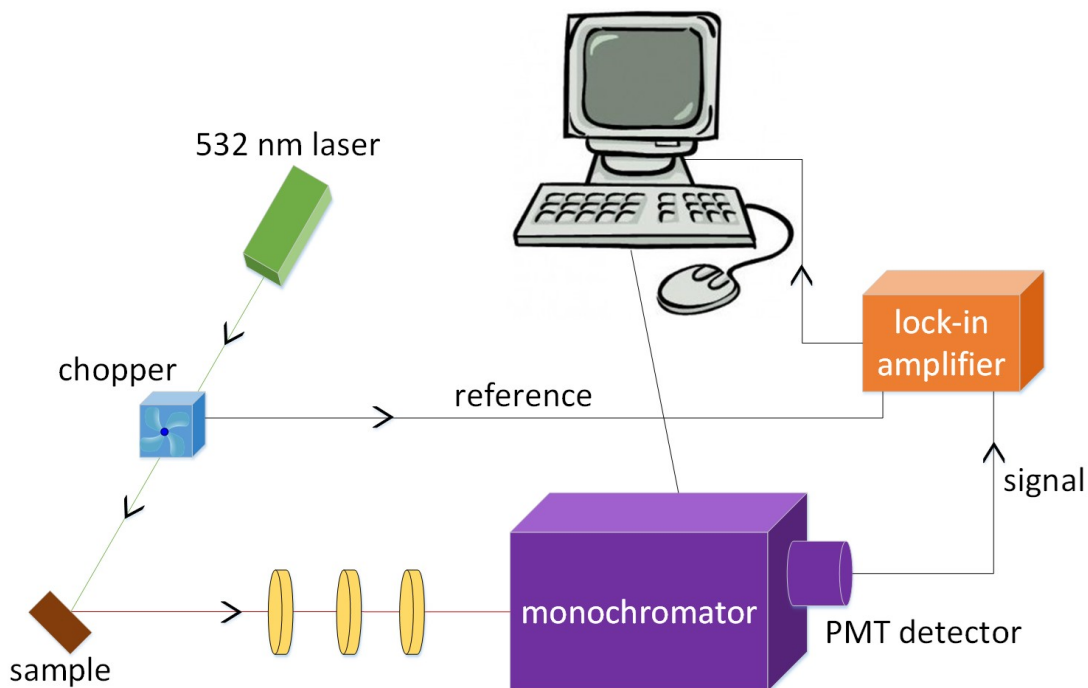 532 nm laser
chopper
reference
lock-in
amplifier
signal
monochromator
PMT detector
sample